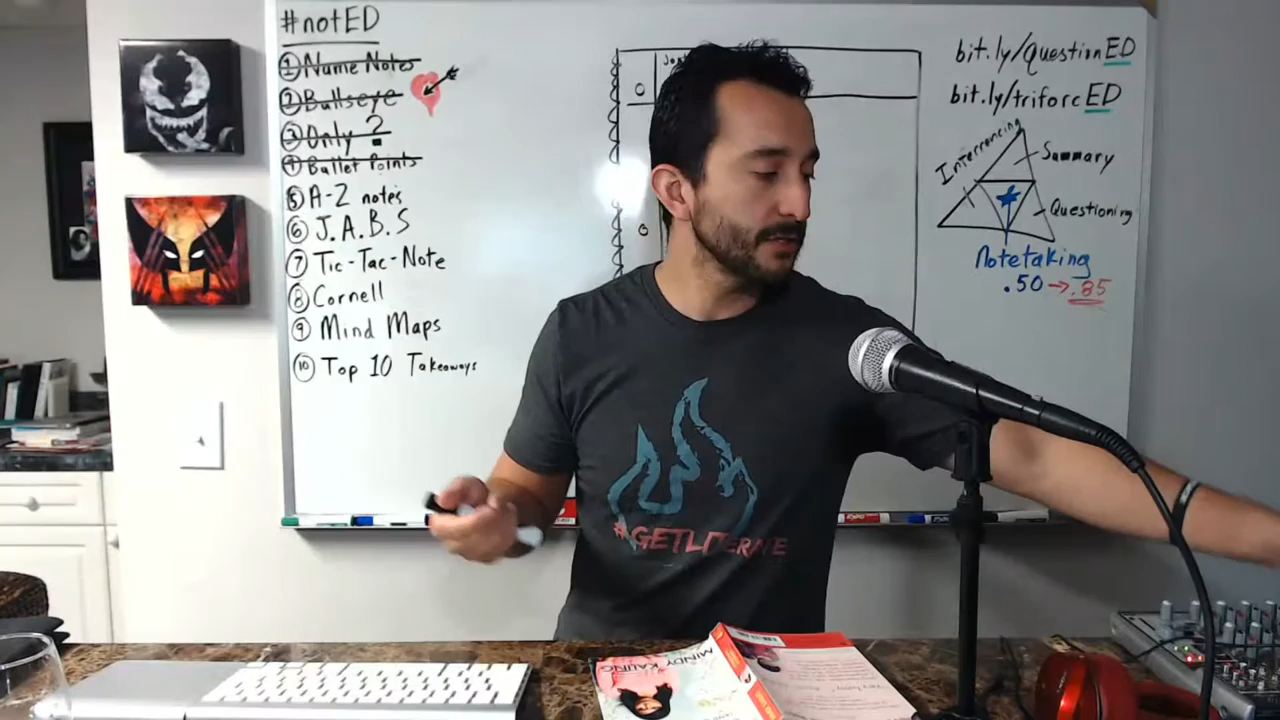 #notED
① Name Notes
② Bullseye
③ Only ?
④ Bullet Points
⑤ A-Z notes
⑥ J.A.B.S
⑦ Tic-Tac-Note
⑧ Cornell
⑨ Mind Maps
⑩ Top 10 Takeaways
bit.ly/QuestionED
bit.ly/triforcED
Summary
Questioning
Notetaking
.50 → .85
#GETLITERATE
MINDY KALING
EXPO